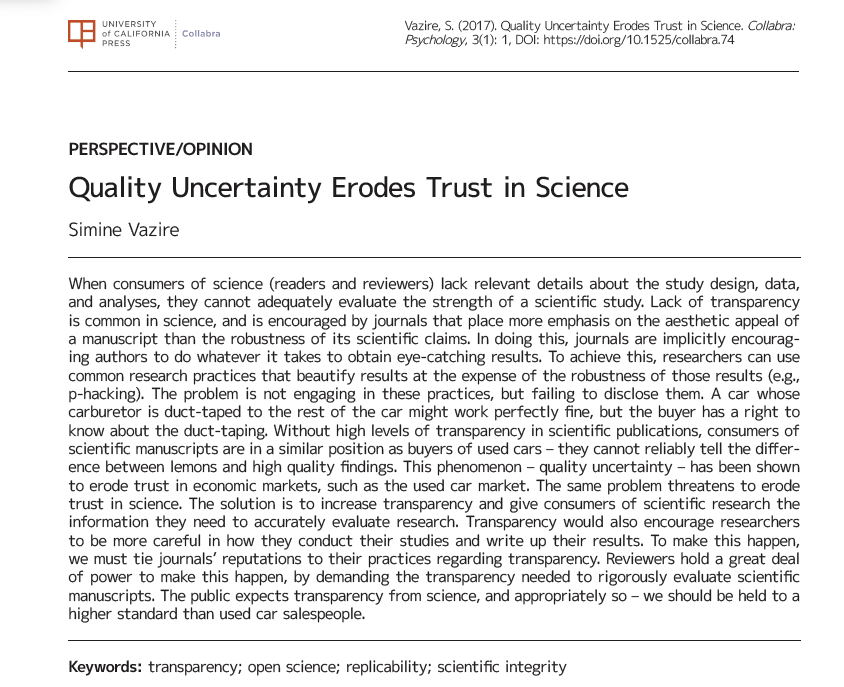 UNIVERSITY
of CALIFORNIA
PRESS
Collabra
Vazire, S. (2017). Quality Uncertainty Erodes Trust in Science. Collabra:
Psychology, 3(1): 1, DOI: https://doi.org/10.1525/collabra.74
PERSPECTIVE/OPINION
Quality Uncertainty Erodes Trust in Science
Simine Vazire
When consumers of science (readers and reviewers) lack relevant details about the study design, data,
and analyses, they cannot adequately evaluate the strength of a scientific study. Lack of transparency
is common in science, and is encouraged by journals that place more emphasis on the aesthetic appeal of
a manuscript than the robustness of its scientific claims. In doing this, journals are implicitly encourag-
ing authors to do whatever it takes to obtain eye-catching results. To achieve this, researchers can use
common research practices that beautify results at the expense of the robustness of those results (e.g.,
p-hacking). The problem is not engaging in these practices, but failing to disclose them. A car whose
carburetor is duct-taped to the rest of the car might work perfectly fine, but the buyer has a right to
know about the duct-taping. Without high levels of transparency in scientific publications, consumers of
scientific manuscripts are in a similar position as buyers of used cars – they cannot reliably tell the differ-
ence between lemons and high quality findings. This phenomenon – quality uncertainty – has been shown
to erode trust in economic markets, such as the used car market. The same problem threatens to erode
trust in science. The solution is to increase transparency and give consumers of scientific research the
information they need to accurately evaluate research. Transparency would also encourage researchers
to be more careful in how they conduct their studies and write up their results. To make this happen,
we must tie journals’ reputations to their practices regarding transparency. Reviewers hold a great deal
of power to make this happen, by demanding the transparency needed to rigorously evaluate scientific
manuscripts. The public expects transparency from science, and appropriately so – we should be held to a
higher standard than used car salespeople.
Keywords: transparency; open science; replicability; scientific integrity